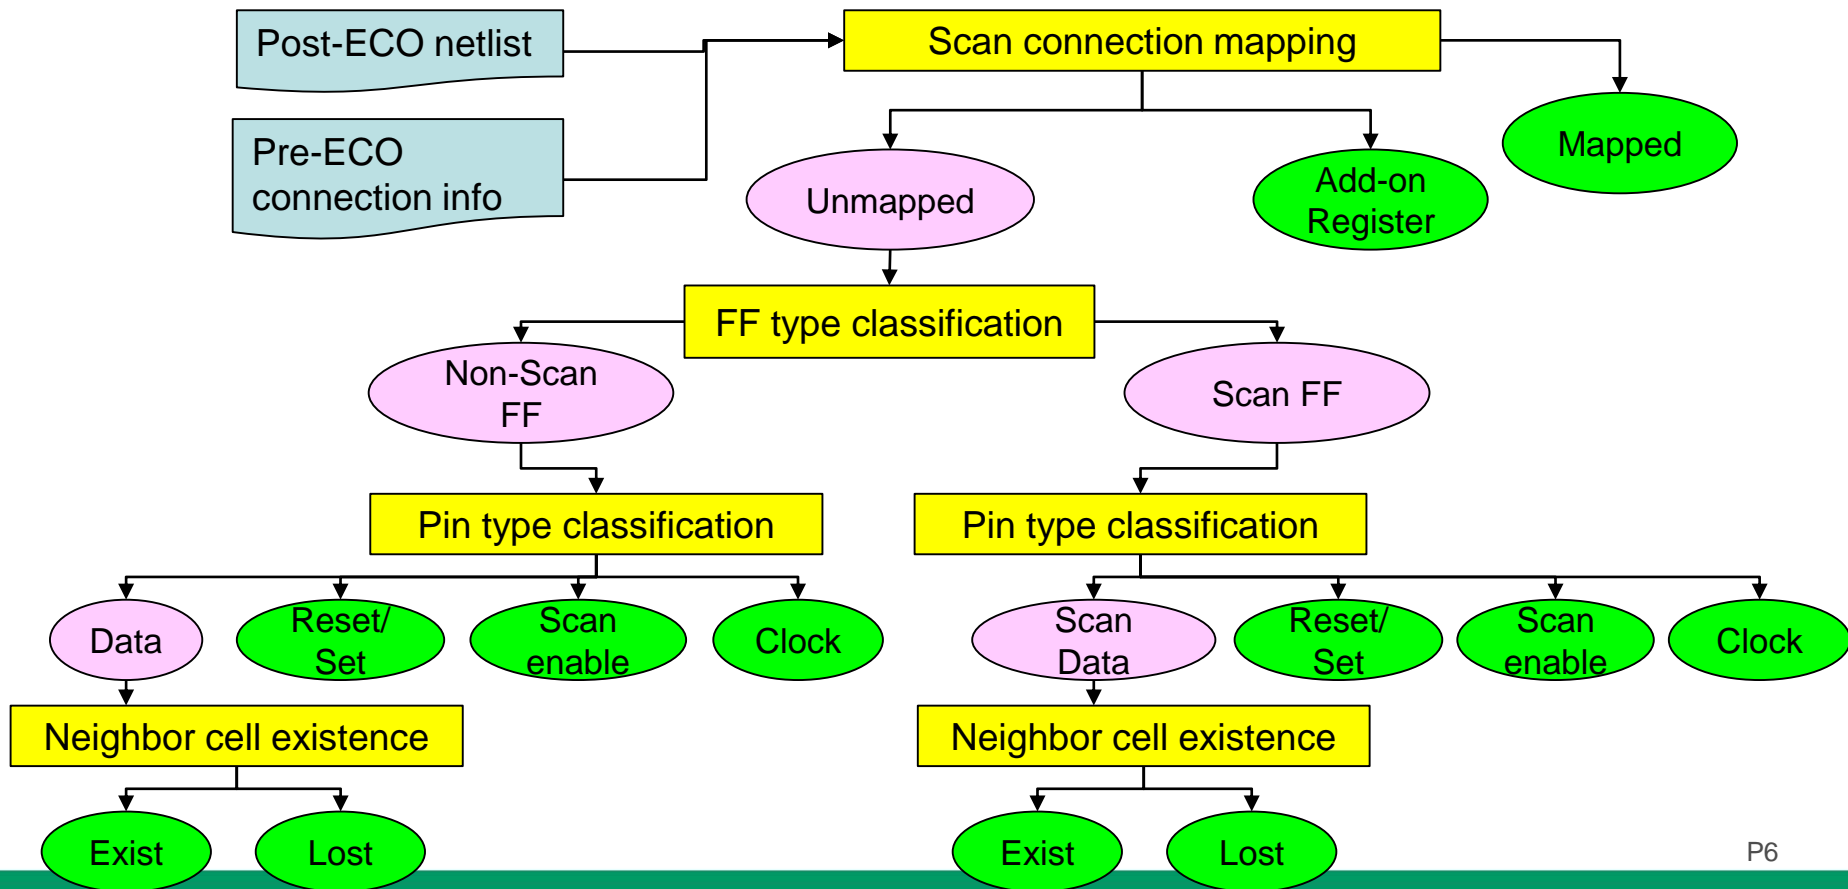 Post-ECO netlist
Scan connection mapping
Pre-ECO
connection info
Mapped
Unmapped
Add-on
Register
FF type classification
Non-Scan
FF
Scan FF
Pin type classification
Pin type classification
Data
Reset/
Set
Scan
enable
Clock
Scan
Data
Reset/
Set
Scan
enable
Clock
Neighbor cell existence
Neighbor cell existence
Exist
Lost
Exist
Lost
P6